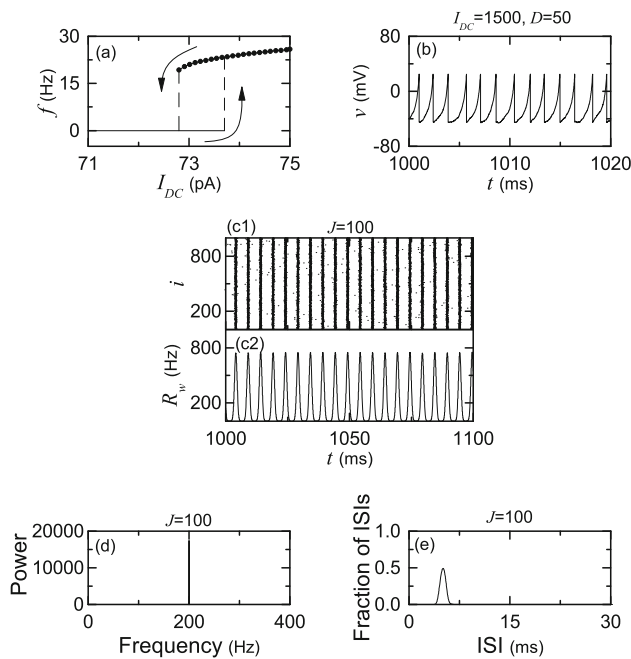 I_DC=1500, D=50
(a)
f (Hz)
30
15
0
71 73 75
I_DC (pA)
(b)
v (mV)
80
0
-80
1000 1010 1020
t (ms)
(c1) J=100
i
800
200
(c2)
R_w (Hz)
800
200
1000 1050 1100
t (ms)
J=100
(d)
Power
20000
10000
0
0 200 400
Frequency (Hz)
J=100
(e)
Fraction of ISIs
1.0
0.5
0.0
0 15 30
ISI (ms)